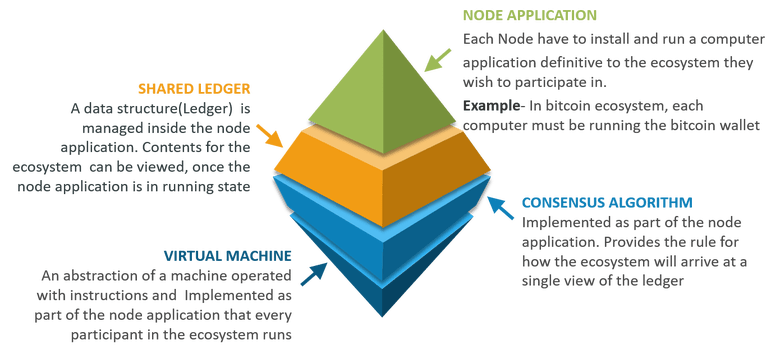 NODE APPLICATION
Each Node have to install and run a computer
application definitive to the ecosystem they
wish to participate in.
Example- In bitcoin ecosystem, each
computer must be running the bitcoin wallet
SHARED LEDGER
A data structure(Ledger) is
managed inside the node
application. Contents for the
ecosystem can be viewed, once the
node application is in running state
CONSENSUS ALGORITHM
Implemented as part of the node
application. Provides the rule for
how the ecosystem will arrive at a
single view of the ledger
VIRTUAL MACHINE
An abstraction of a machine operated
with instructions and Implemented as
part of the node application that every
participant in the ecosystem runs